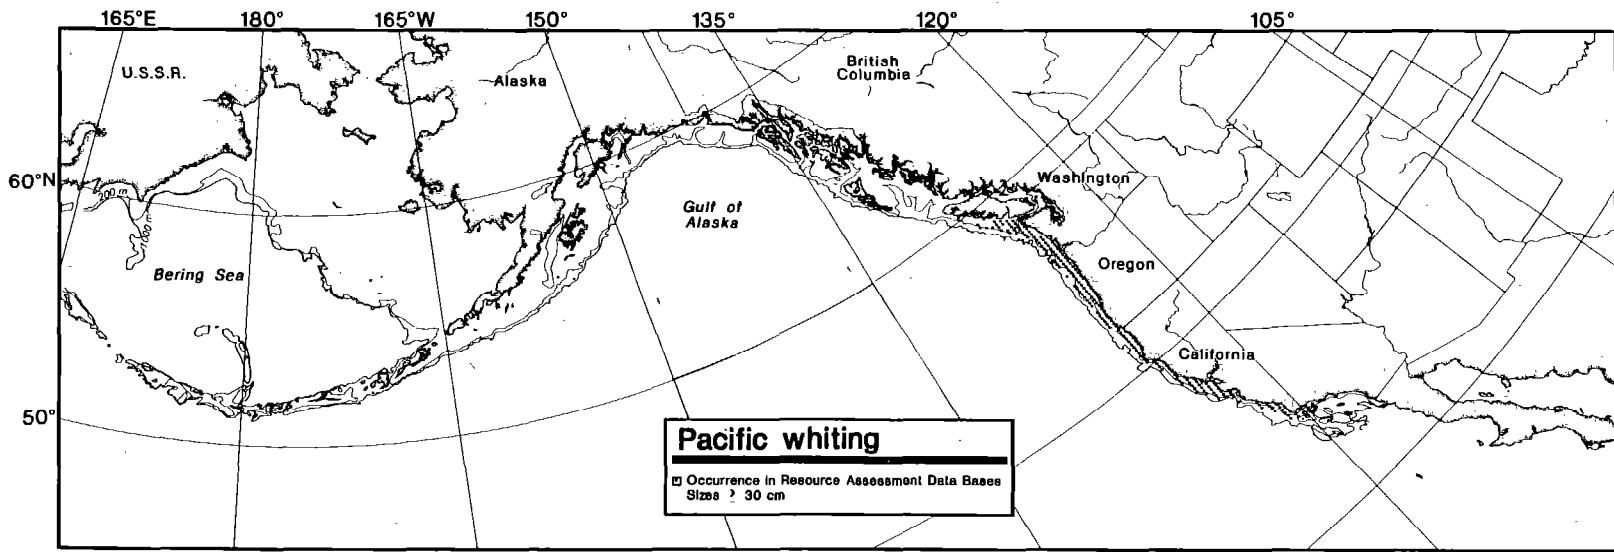 165°E 180° 165°W 150° 135° 120° 105°
U.S.S.R.
Alaska
British
Columbia
60°N
200 m
1000 m
Washington
Gulf of
Alaska
Bering Sea
Oregon
California
50°
Pacific whiting
Occurrence in Resource Assessment Data Bases
Sizes ≥ 30 cm